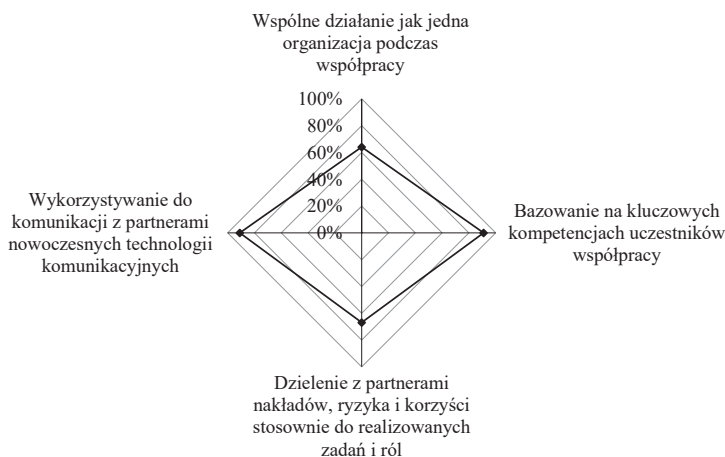 Wspólne działanie jak jedna
organizacja podczas
współpracy
100%
80%
60%
40%
20%
0%
Wykorzystywanie do
komunikacji z partnerami
nowoczesnych technologii
komunikacyjnych
Bazowanie na kluczowych
kompetencjach uczestników
współpracy
Dzielenie z partnerami
nakładów, ryzyka i korzyści
stosownie do realizowanych
zadań i ról